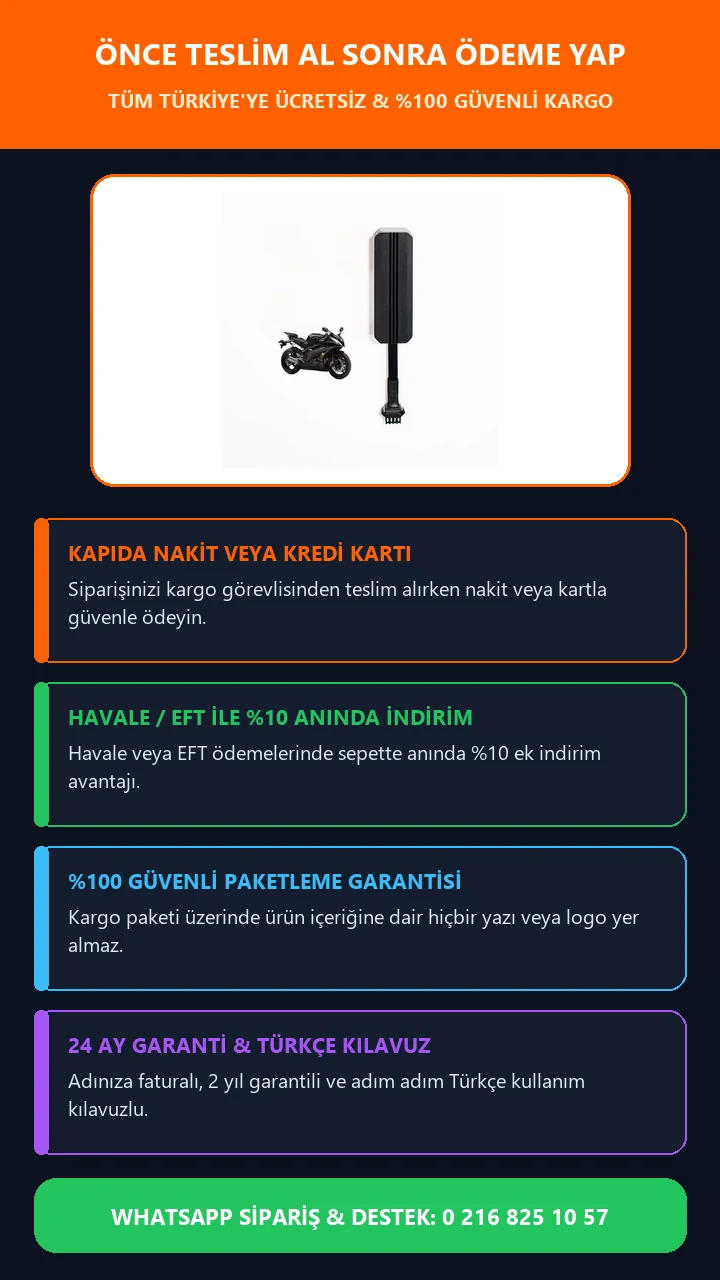 ÖNCE TESLİM AL SONRA ÖDEME YAP
TÜM TÜRKİYE'YE ÜCRETSİZ & %100 GÜVENLİ KARGO
KAPIDA NAKİT VEYA KREDİ KARTI
Siparişinizi kargo görevlisinden teslim alırken nakit veya kartla
güvenle ödeyin.
HAVALE / EFT İLE %10 ANINDA İNDİRİM
Havale veya EFT ödemelerinde sepette anında %10 ek indirim
avantajı.
%100 GÜVENLİ PAKETLEME GARANTİSİ
Kargo paketi üzerinde ürün içeriğine dair hiçbir yazı veya logo yer
almaz.
24 AY GARANTİ & TÜRKÇE KILAVUZ
Adınıza faturalı, 2 yıl garantili ve adım adım Türkçe kullanım
kılavuzlu.
WHATSAPP SİPARİŞ & DESTEK: 0 216 825 10 57